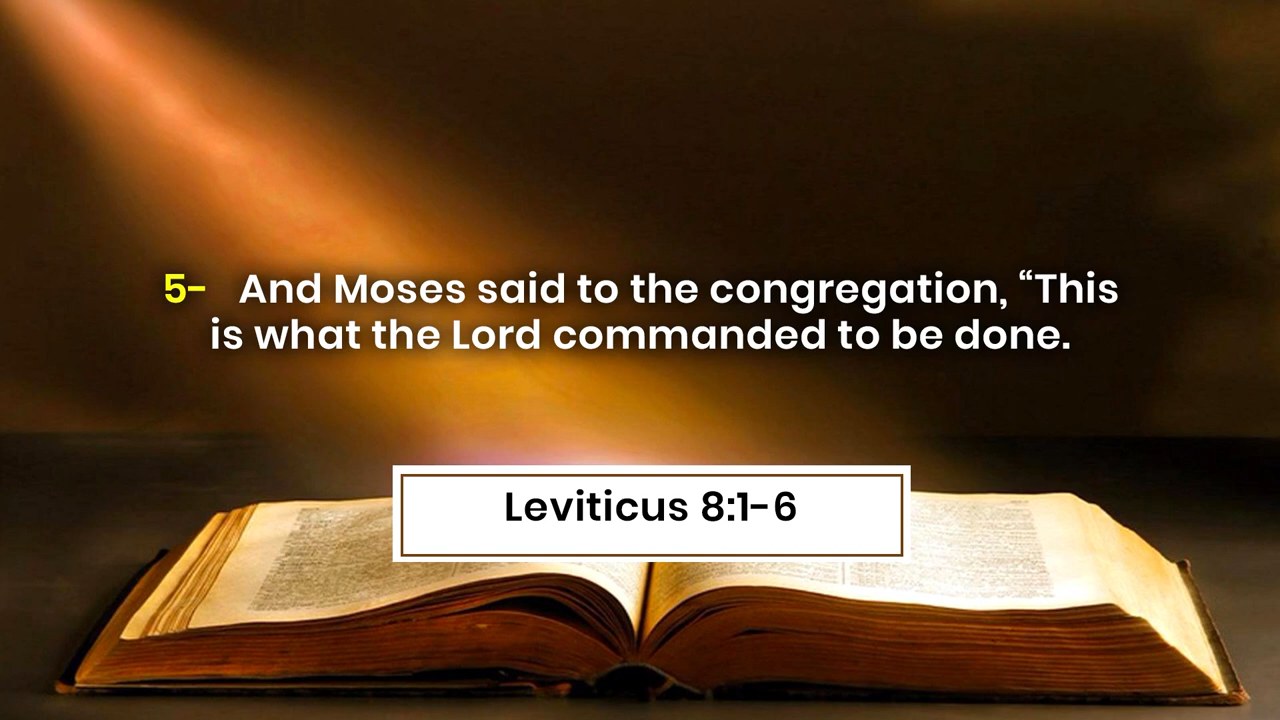 5- And Moses said to the congregation, “This
is what the Lord commanded to be done.
Leviticus 8:1-6